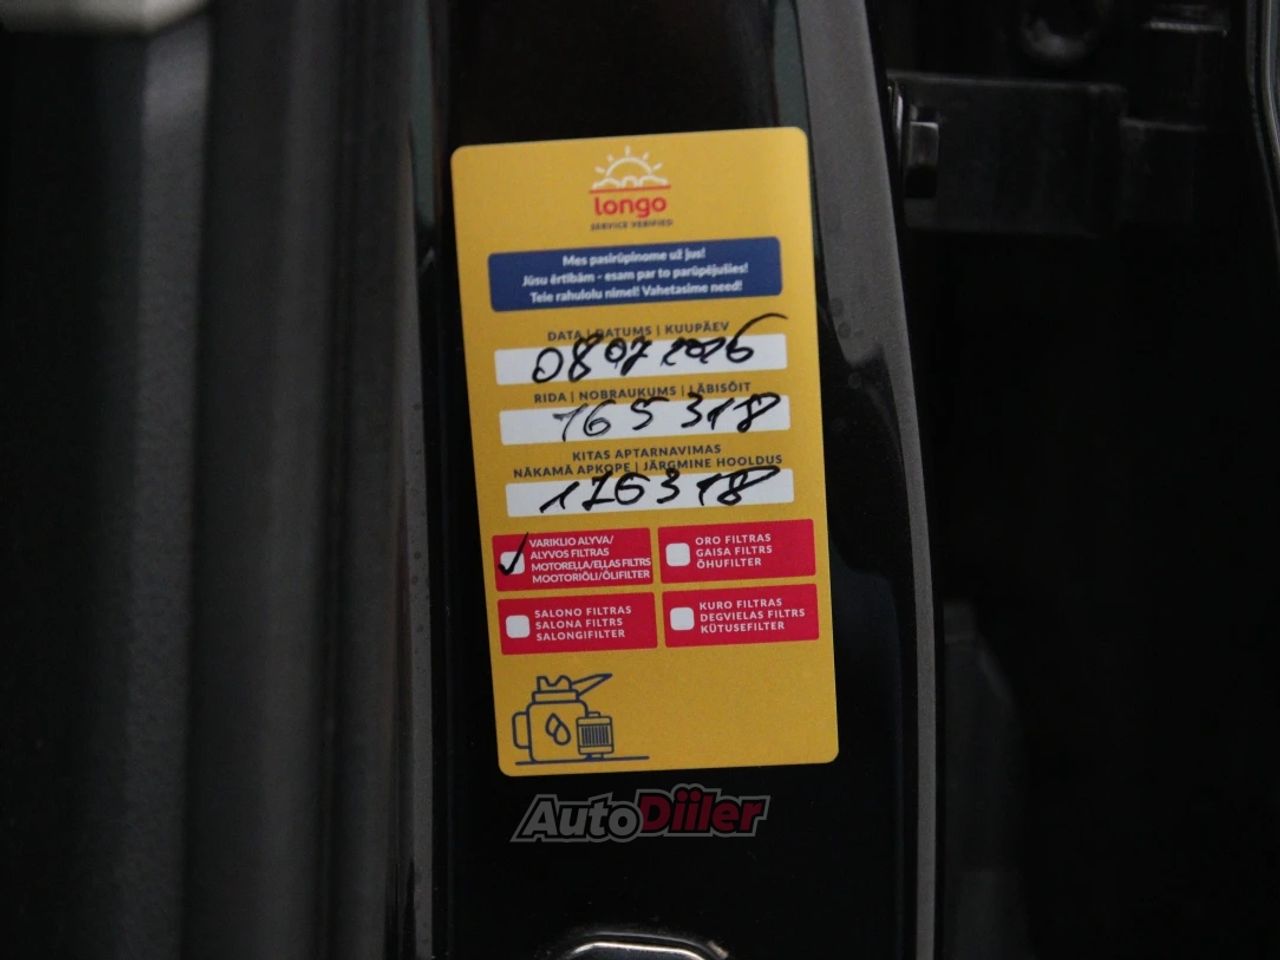 longo
SERVICE VERIFIED
Mes pasirūpinome už jus!
Jūsu ērtībām - esam par to parūpējušies!
Teie rahulolu nimel! Vahetasime need!
DATA | DATUMS | KUUPÄEV
08 07 2026
RIDA | NOBRAUKUMS | LÄBISÕIT
165 318
KITAS APTARNAVIMAS
NĀKAMĀ APKOPE | JÄRGMINE HOOLDUS
176318
VARIKLIO ALYVA/
ALYVOS FILTRAS
MOTOREĻĻA/EĻĻAS FILTRS
MOOTORIÕLI/ÕLIFILTER
ORO FILTRAS
GAISA FILTRS
ÕHUFILTER
SALONO FILTRAS
SALONA FILTRS
SALONGIFILTER
KURO FILTRAS
DEGVIELAS FILTRS
KÜTUSEFILTER
AutoDiiler